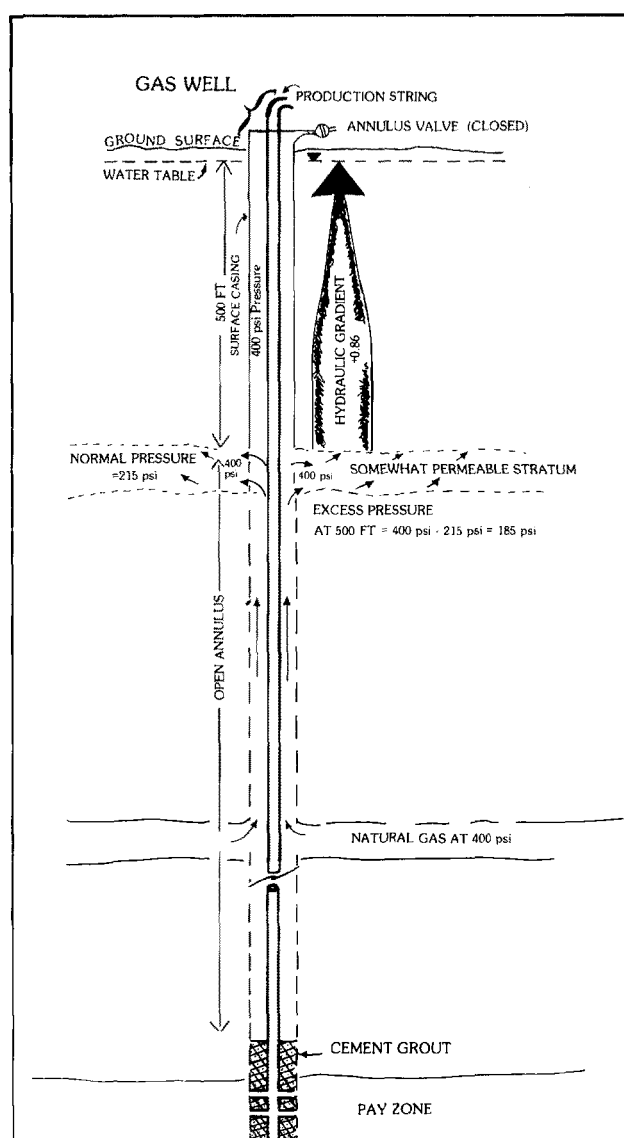 GAS WELL
PRODUCTION STRING
ANNULUS VALVE (CLOSED)
GROUND SURFACE
WATER TABLE
500 FT
SURFACE CASING
400 psi Pressure
HYDRAULIC GRADIENT
+0.86
NORMAL PRESSURE
=215 psi
400
psi
400 psi
SOMEWHAT PERMEABLE STRATUM
EXCESS PRESSURE
AT 500 FT = 400 psi - 215 psi = 185 psi
OPEN ANNULUS
NATURAL GAS AT 400 psi
CEMENT GROUT
PAY ZONE